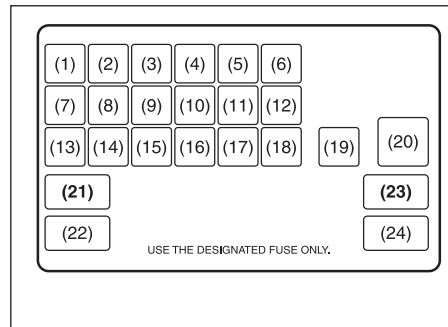 (1) (2) (3) (4) (5) (6)
(7) (8) (9) (10) (11) (12)
(13) (14) (15) (16) (17) (18) (19) (20)
(21) (23)
(22) (24)
USE THE DESIGNATED FUSE ONLY.